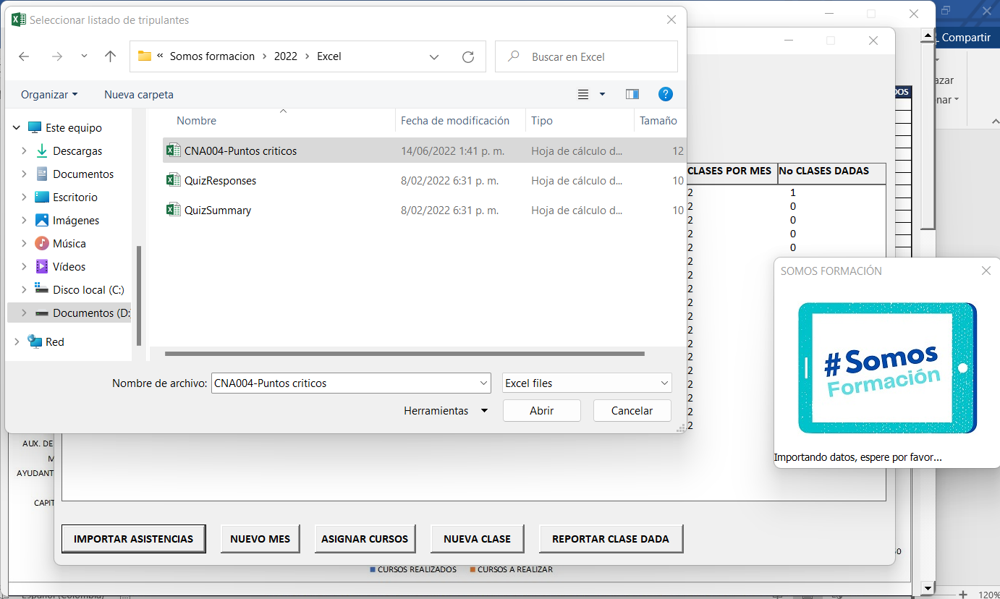 Seleccionar listado de tripulantes
« Somos formacion > 2022 > Excel
Buscar en Excel
Compartir
Organizar
Nueva carpeta
?
azar
nar
DOS
Nombre
Fecha de modificación
Tipo
Tamaño
Este equipo
Descargas
Documentos
Escritorio
Imágenes
Música
Vídeos
Disco local (C:)
Documentos (D:
Red
CNA004-Puntos criticos 14/06/2022 1:41 p. m. Hoja de cálculo d... 12
QuizResponses 8/02/2022 6:31 p. m. Hoja de cálculo d... 10
QuizSummary 8/02/2022 6:31 p. m. Hoja de cálculo d... 10
CLASES POR MES No CLASES DADAS
2 1
2 0
2 0
2 0
2 0
2
2
2
2
2
2
2
2
2
2
2
2
2
Nombre de archivo: CNA004-Puntos criticos
Excel files
Herramientas
Abrir
Cancelar
SOMOS FORMACIÓN
#Somos
Formación
Importando datos, espere por favor...
AUX. DE
M
AYUDANT
CAPIT
IMPORTAR ASISTENCIAS
NUEVO MES
ASIGNAR CURSOS
NUEVA CLASE
REPORTAR CLASE DADA
CURSOS REALIZADOS
CURSOS A REALIZAR
Español (Colombia)
120%